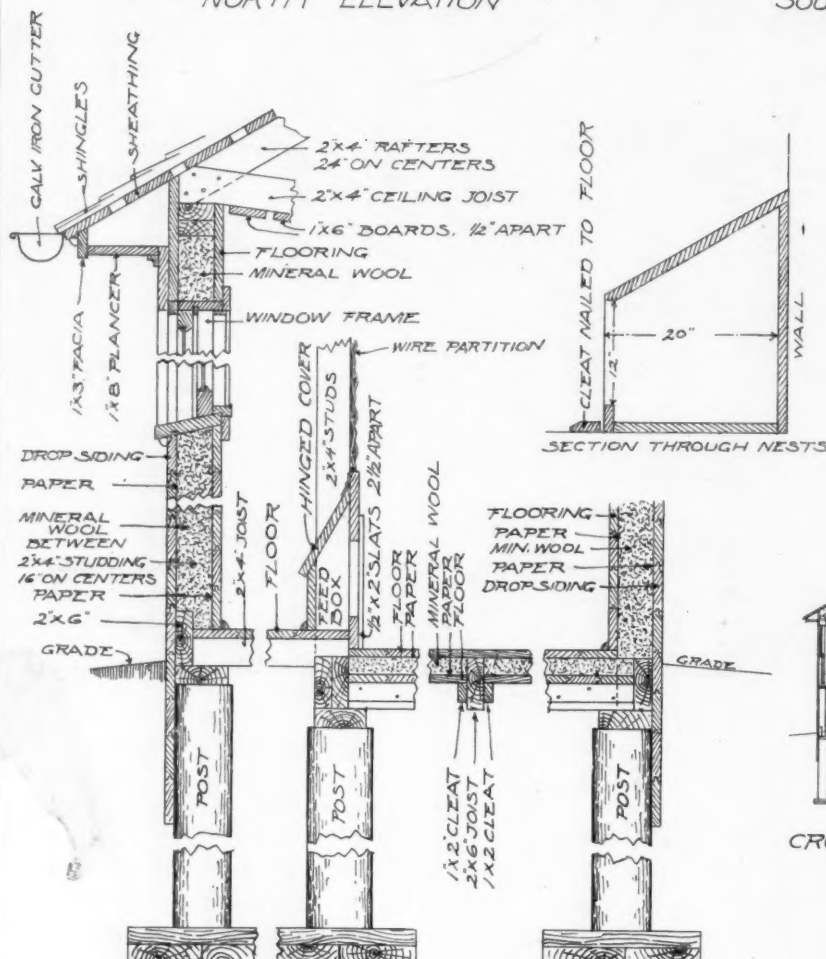 NORTH ELEVATION
GALV IRON GUTTER
SHINGLES
SHEATHING
2"X4" RAFTERS
24" ON CENTERS
2"X4" CEILING JOIST
1"X6" BOARDS, 1/2" APART
FLOORING
MINERAL WOOL
WINDOW FRAME
1"X3" FACIA
1"X8" PLANCER
WIRE PARTITION
HINGED COVER
2"X4" STUDS
CLEAT NAILED TO FLOOR
20"
12"
WALL
SECTION THROUGH NESTS
DROP SIDING
PAPER
MINERAL
WOOL
BETWEEN
2"X4" STUDDING
16" ON CENTERS
PAPER
2"X6"
GRADE
2"X4" JOIST
FLOOR
FEED
BOX
1/2"X2" SLATS 2 1/2" APART
FLOOR
PAPER
MINERAL WOOL
PAPER
FLOOR
FLOORING
PAPER
MIN. WOOL
PAPER
DROP SIDING
GRADE
POST
POST
1"X2" CLEAT
2"X6" JOIST
1"X2" CLEAT
POST